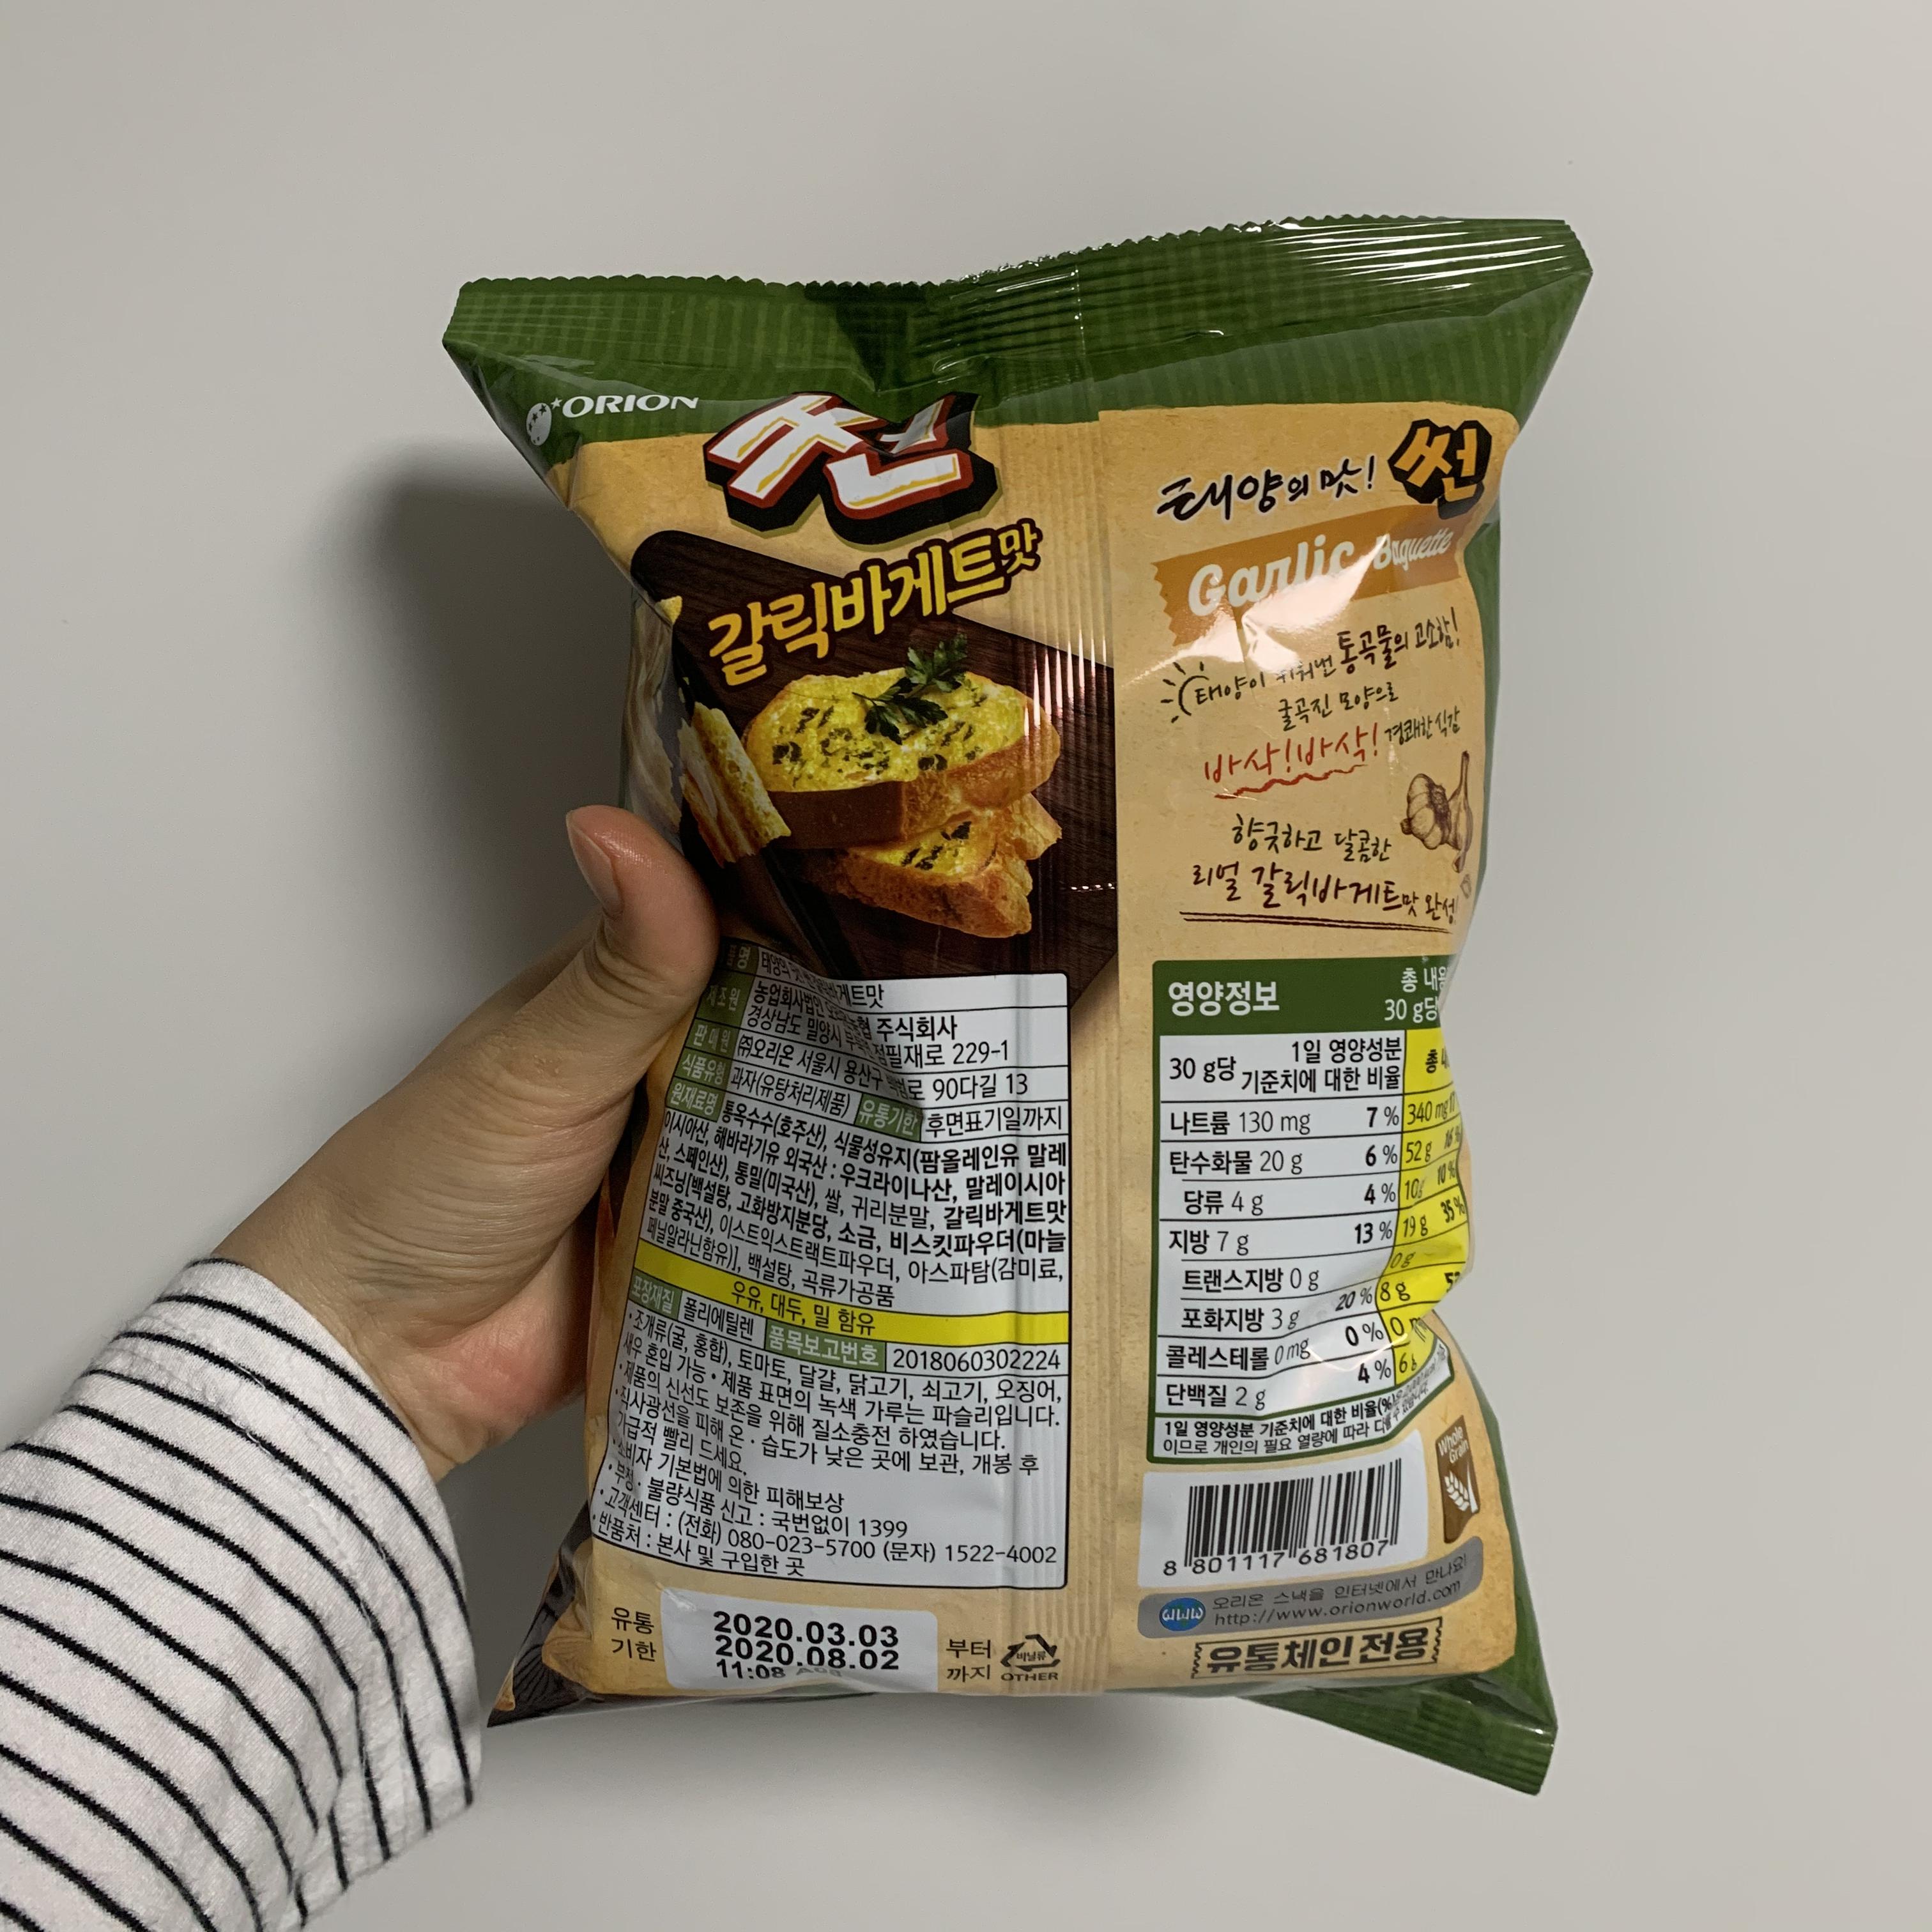 ORION
썬
갈릭바게트맛
태양의 맛! 썬
Garlic Baguette
태양이 통곡물의 고소함!
굴곡진 모양으로
바삭!바삭! 경쾌한 식감
향긋하고 달콤한
리얼 갈릭바게트맛 완성!
태양의 맛 게트맛
제조원 농업회사법인 주식회사
경상남도 밀양시 점필재로 229-1
판매원 ㈜오리온 서울시 용산구 90다길 13
식품유형 과자(유탕처리제품) 유통기한 후면표기일까지
원재료명 통옥수수(호주산), 식물성유지(팜올레인유 말레
이시아산, 해바라기유 외국산 : 우크라이나산, 말레이시아
산, 스페인산), 통밀(미국산), 쌀, 귀리분말, 갈릭바게트맛
씨즈닝[백설탕, 고화방지분당, 소금, 비스킷파우더(마늘
분말 중국산), 이스트익스트랙트파우더, 아스파탐(감미료,
페닐알라닌함유)], 백설탕, 곡류가공품
우유, 대두, 밀 함유
포장재질 폴리에틸렌 품목보고번호 2018060302224
• 조개류(굴, 홍합), 토마토, 달걀, 닭고기, 쇠고기, 오징어,
새우 혼입 가능 • 제품 표면의 녹색 가루는 파슬리입니다.
• 제품의 신선도 보존을 위해 질소충전 하였습니다.
• 직사광선을 피해 온 · 습도가 낮은 곳에 보관, 개봉 후
가급적 빨리 드세요.
• 소비자 기본법에 의한 피해보상
• 부정 · 불량식품 신고 : 국번없이 1399
• 고객센터 : (전화) 080-023-5700 (문자) 1522-4002
• 반품처 : 본사 및 구입한 곳
유통
기한
2020.03.03
2020.08.02
11:08
부터
까지
비닐류
OTHER
영양정보
총
30 g당
30 g당 1일 영양성분
기준치에 대한 비율
총
나트륨 130 mg 7 % 340 mg
탄수화물 20 g 6 % 52 g 16 %
당류 4 g 4 % 10g 10 %
지방 7 g 13 % 19 g 35 %
트랜스지방 0 g 0 g
포화지방 3 g 20 % 8 g
콜레스테롤 0 mg 0 % 0
단백질 2 g 4 % 6
1일 영양성분 기준치에 대한 비율(%)
이므로 개인의 필요 열량에 따라
Whole
Grain
8 801117 681807
www 오리온 스낵을 인터넷에서 만나요!
http://www.orionworld.com
유통체인전용